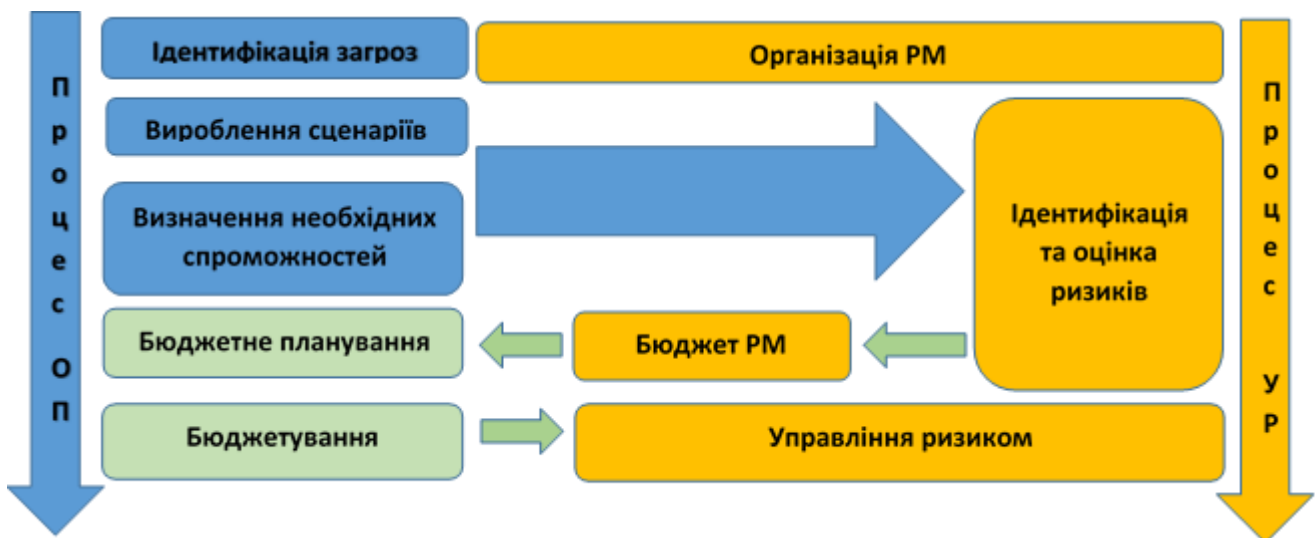 Процес ОП
Ідентифікація загроз
Організація РМ
Процес УР
Вироблення сценаріїв
Визначення необхідних
спроможностей
Ідентифікація
та оцінка
ризиків
Бюджетне планування
Бюджет РМ
Бюджетування
Управління ризиком